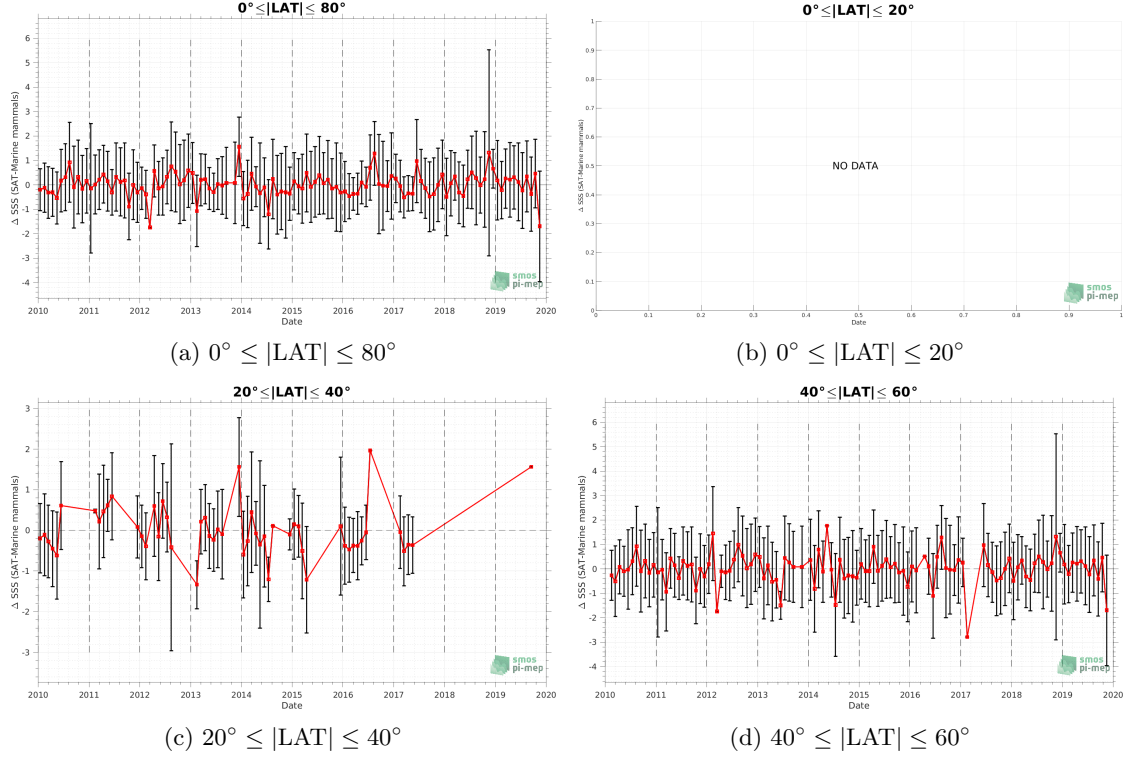 0°≤|LAT|≤ 80°
Δ SSS (SAT-Marine mammals)
6
5
4
3
2
1
0
-1
-2
-3
-4
2010 2011 2012 2013 2014 2015 2016 2017 2018 2019 2020
Date
smos
pi-mep
(a) 0° ≤ |LAT| ≤ 80°
0°≤|LAT|≤ 20°
Δ SSS (SAT-Marine mammals)
1
0.9
0.8
0.7
0.6
0.5
0.4
0.3
0.2
0.1
0
NO DATA
0 0.1 0.2 0.3 0.4 0.5 0.6 0.7 0.8 0.9 1
Date
smos
pi-mep
(b) 0° ≤ |LAT| ≤ 20°
20°≤|LAT|≤ 40°
Δ SSS (SAT-Marine mammals)
3
2
1
0
-1
-2
-3
2010 2011 2012 2013 2014 2015 2016 2017 2018 2019 2020
Date
smos
pi-mep
(c) 20° ≤ |LAT| ≤ 40°
40°≤|LAT|≤ 60°
Δ SSS (SAT-Marine mammals)
6
5
4
3
2
1
0
-1
-2
-3
-4
2010 2011 2012 2013 2014 2015 2016 2017 2018 2019 2020
Date
smos
pi-mep
(d) 40° ≤ |LAT| ≤ 60°